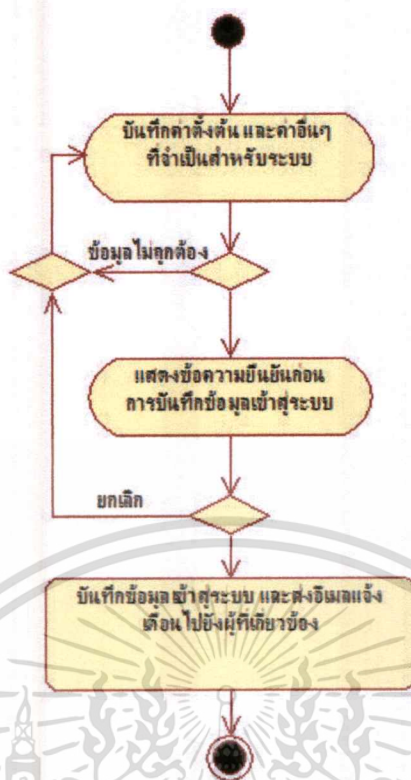 บันทึกค่าตั้งต้น และค่าอื่นๆ
ที่จำเป็นสำหรับระบบ
ข้อมูลไม่ถูกต้อง
แสดงข้อความยืนยันก่อน
การบันทึกข้อมูลเข้าสู่ระบบ
ยกเลิก
บันทึกข้อมูลเข้าสู่ระบบ และส่งอีเมลแจ้ง
เตือนไปยังผู้ที่เกี่ยวข้อง